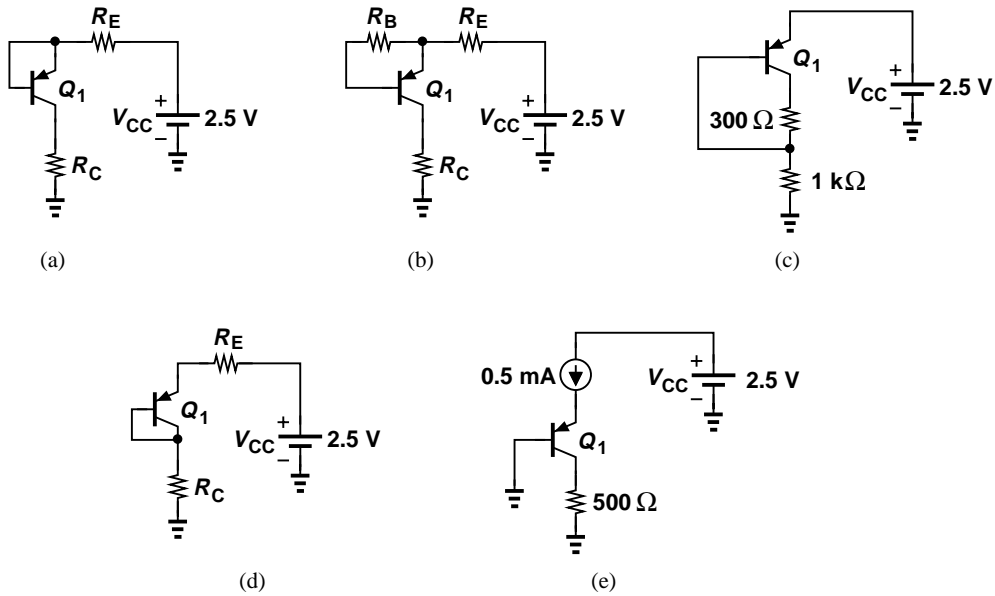 R_E
Q_1
V_CC
+
−
2.5 V
R_C
(a)
R_B
R_E
Q_1
V_CC
+
−
2.5 V
R_C
(b)
Q_1
300 Ω
V_CC
+
−
2.5 V
1 kΩ
(c)
R_E
Q_1
V_CC
+
−
2.5 V
R_C
(d)
0.5 mA
V_CC
+
−
2.5 V
Q_1
500 Ω
(e)